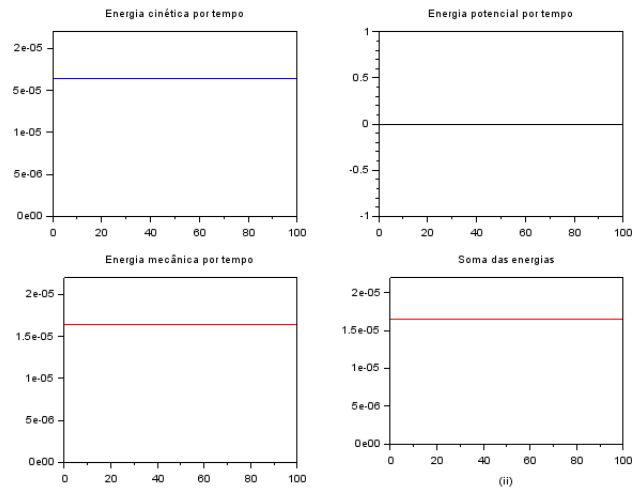 Energia cinética por tempo
2e-05
5e-05
1e-05
5e-06
0e00
0 20 40 60 80 100
Energia potencial por tempo
1
0.5
0
-0.5
-1
0 20 40 60 80 100
Energia mecânica por tempo
2e-05
1.5e-05
1e-05
5e-06
0e00
0 20 40 60 80 100
Soma das energias
2e-05
1.5e-05
1e-05
5e-06
0e00
0 20 40 60 80 100
(ii)